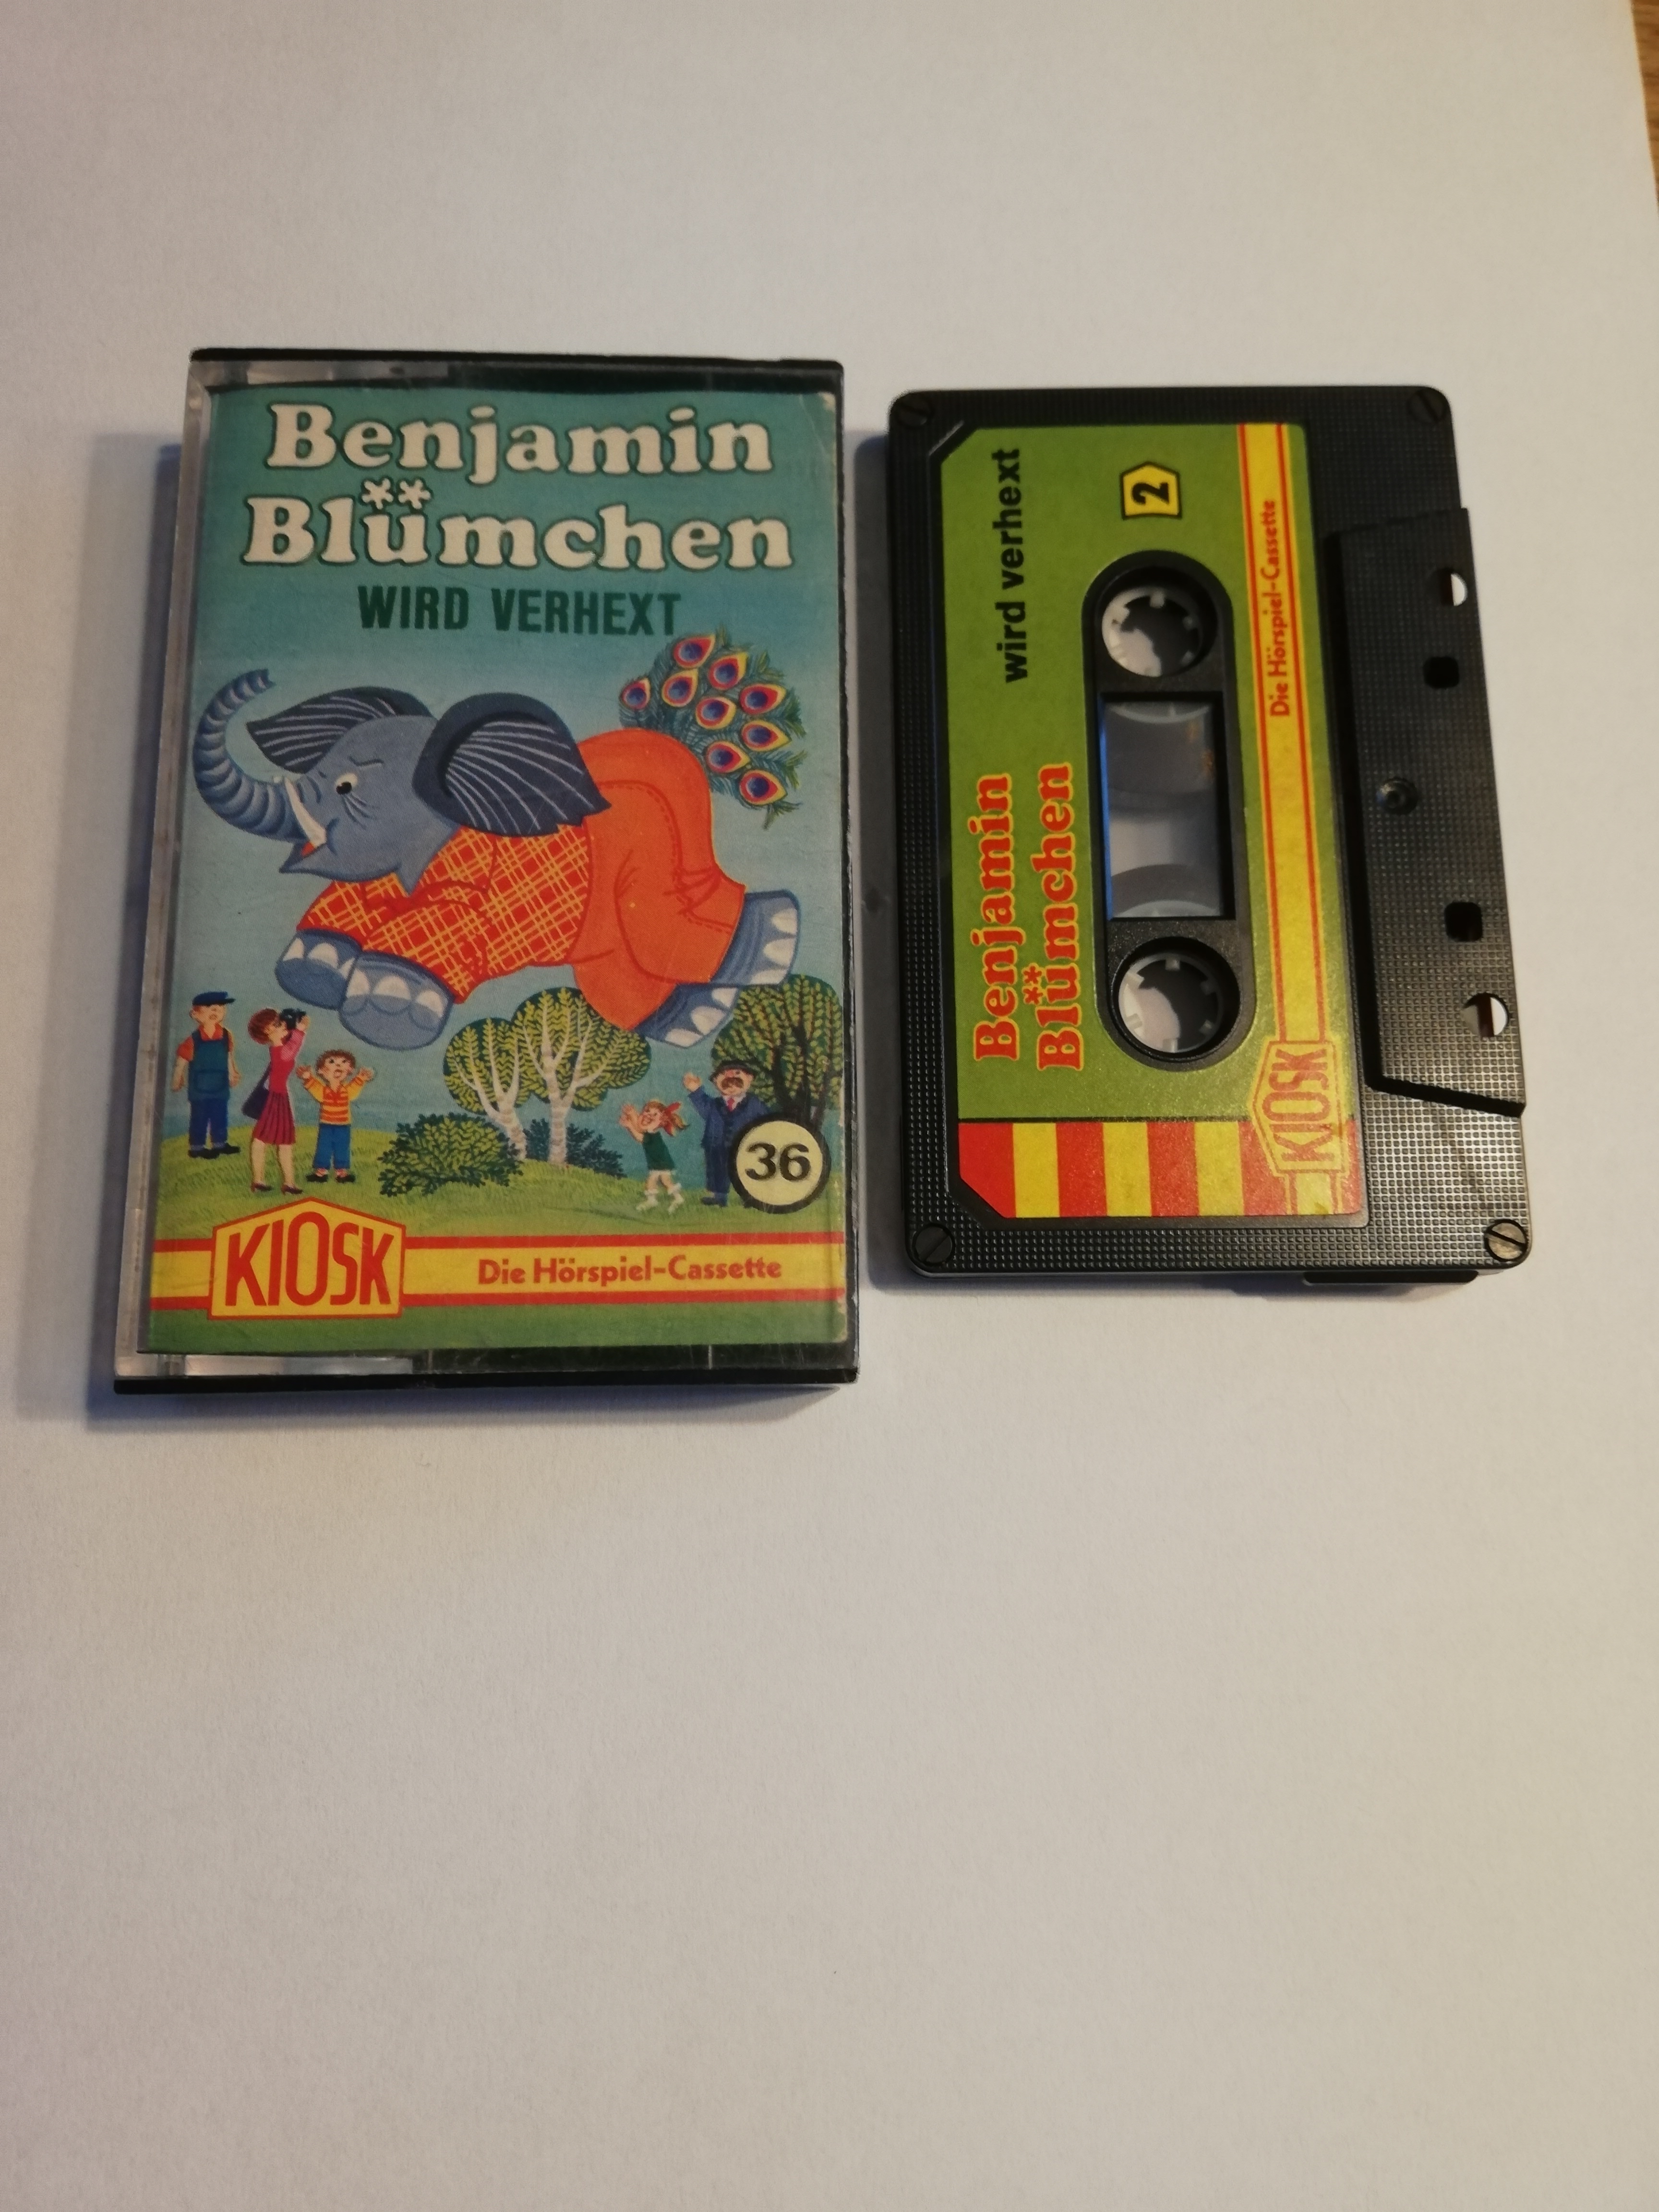 Benjamin
Blümchen
WIRD VERHEXT
36
KIOSK
Die Hörspiel-Cassette
Benjamin
Blümchen
wird verhext
2
KIOSK
Die Hörspiel-Cassette